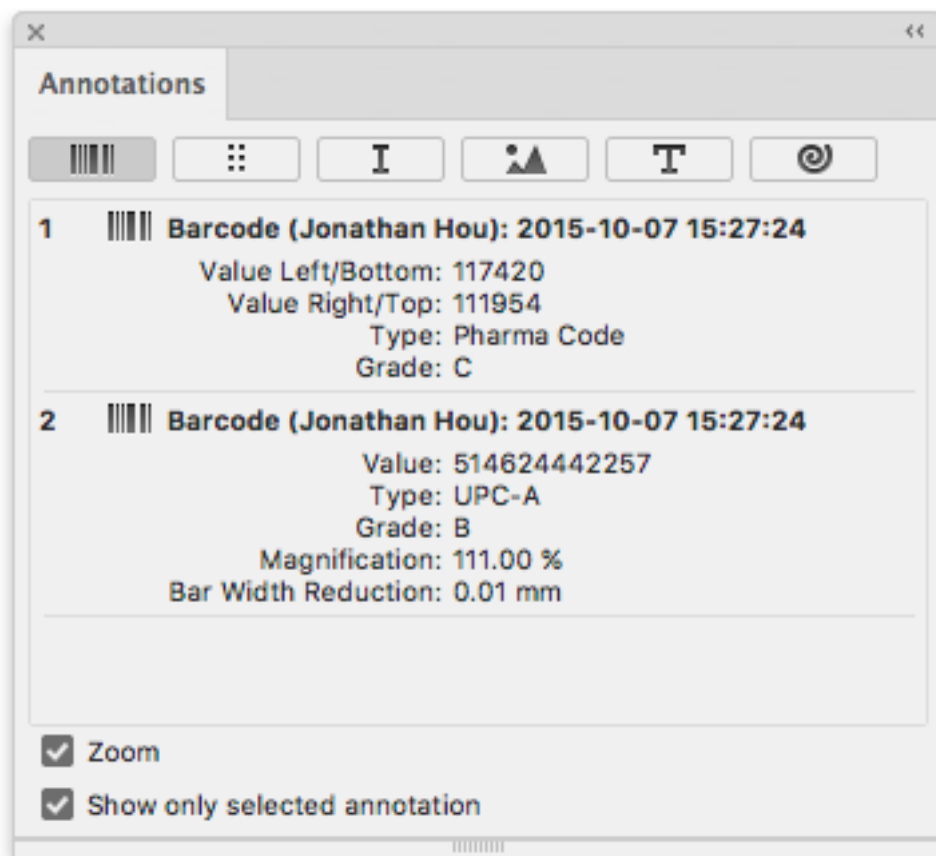 Annotations
1 Barcode (Jonathan Hou): 2015-10-07 15:27:24
Value Left/Bottom: 117420
Value Right/Top: 111954
Type: Pharma Code
Grade: C
2 Barcode (Jonathan Hou): 2015-10-07 15:27:24
Value: 514624442257
Type: UPC-A
Grade: B
Magnification: 111.00 %
Bar Width Reduction: 0.01 mm
Zoom
Show only selected annotation